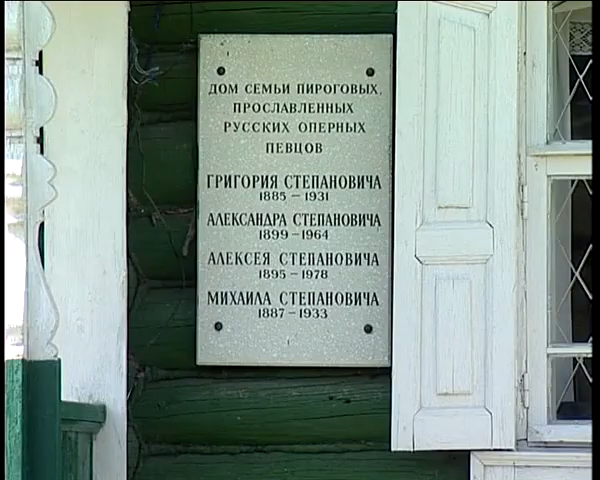 ДОМ СЕМЬИ ПИРОГОВЫХ,
ПРОСЛАВЛЕННЫХ
РУССКИХ ОПЕРНЫХ
ПЕВЦОВ
ГРИГОРИЯ СТЕПАНОВИЧА
1885 – 1931
АЛЕКСАНДРА СТЕПАНОВИЧА
1899 – 1964
АЛЕКСЕЯ СТЕПАНОВИЧА
1895 – 1978
МИХАИЛА СТЕПАНОВИЧА
1887 – 1933